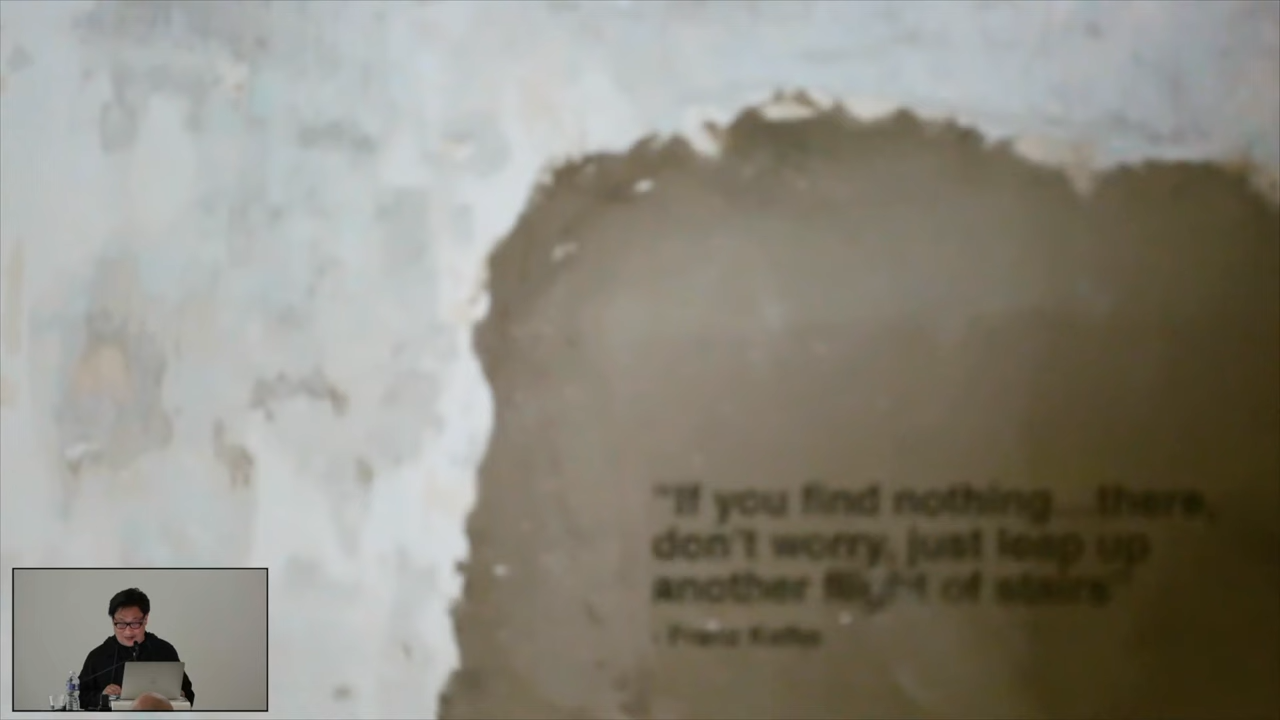 "If you find nothing...there,
don't worry, just leap up
another flight of stairs"
- Franz Kafka